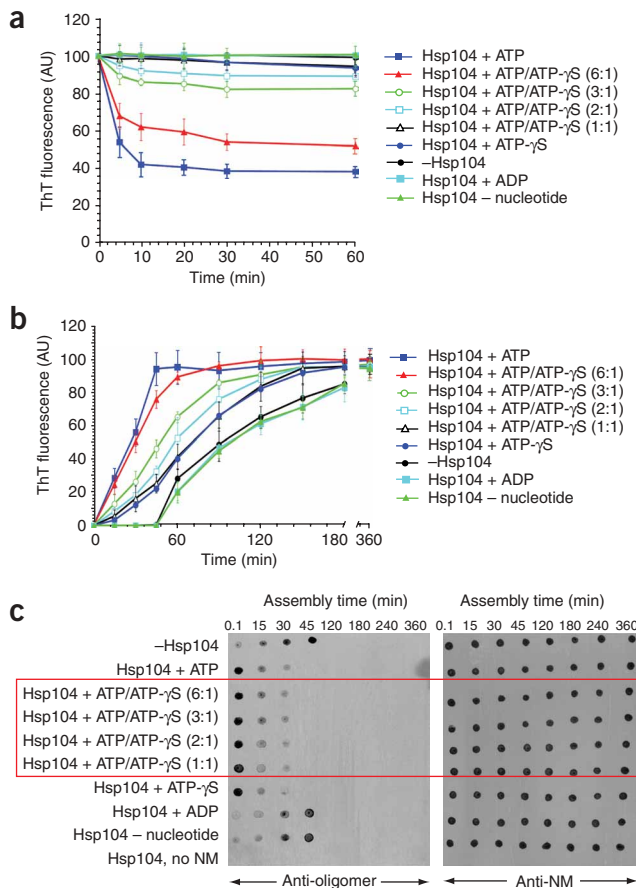 a
ThT fluorescence (AU)
120
100
80
60
40
20
0
0 10 20 30 40 50 60
Time (min)
Hsp104 + ATP
Hsp104 + ATP/ATP-γS (6:1)
Hsp104 + ATP/ATP-γS (3:1)
Hsp104 + ATP/ATP-γS (2:1)
Hsp104 + ATP/ATP-γS (1:1)
Hsp104 + ATP-γS
–Hsp104
Hsp104 + ADP
Hsp104 – nucleotide
b
ThT fluorescence (AU)
120
100
80
60
40
20
0
0 60 120 180 360
Time (min)
Hsp104 + ATP
Hsp104 + ATP/ATP-γS (6:1)
Hsp104 + ATP/ATP-γS (3:1)
Hsp104 + ATP/ATP-γS (2:1)
Hsp104 + ATP/ATP-γS (1:1)
Hsp104 + ATP-γS
–Hsp104
Hsp104 + ADP
Hsp104 – nucleotide
c
Assembly time (min) Assembly time (min)
0.1 15 30 45 120 180 240 360 0.1 15 30 45 120 180 240 360
–Hsp104
Hsp104 + ATP
Hsp104 + ATP/ATP-γS (6:1)
Hsp104 + ATP/ATP-γS (3:1)
Hsp104 + ATP/ATP-γS (2:1)
Hsp104 + ATP/ATP-γS (1:1)
Hsp104 + ATP-γS
Hsp104 + ADP
Hsp104 – nucleotide
Hsp104, no NM
Anti-oligomer Anti-NM